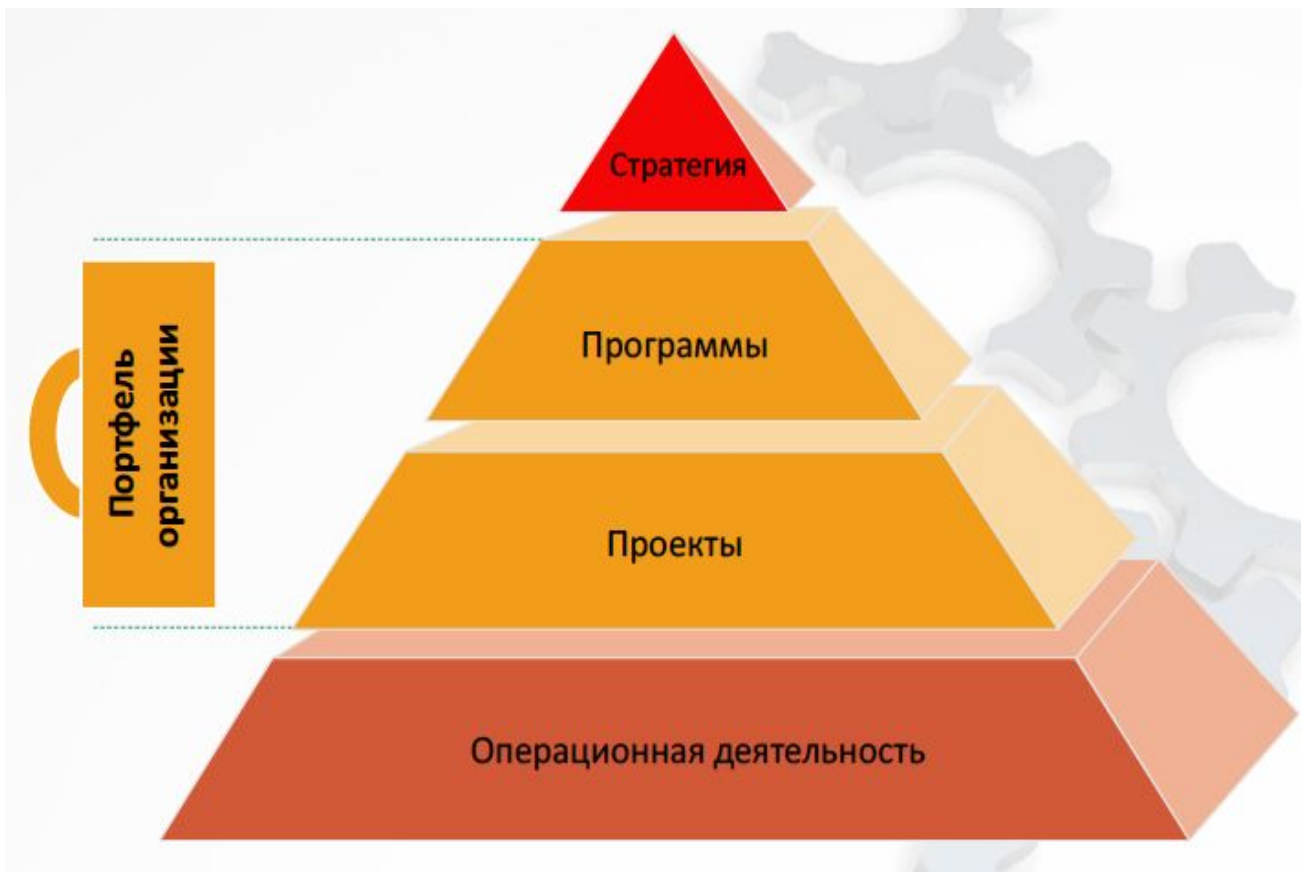 Стратегия
Портфель
организации
Программы
Проекты
Операционная деятельность